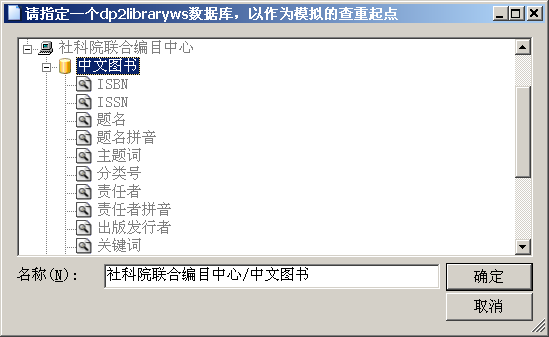 请指定一个dp2libraryws数据库，以作为模拟的查重起点
社科院联合编目中心
中文图书
ISBN
ISSN
题名
题名拼音
主题词
分类号
责任者
责任者拼音
出版发行者
关键词
名称(N): 社科院联合编目中心/中文图书
确定
取消